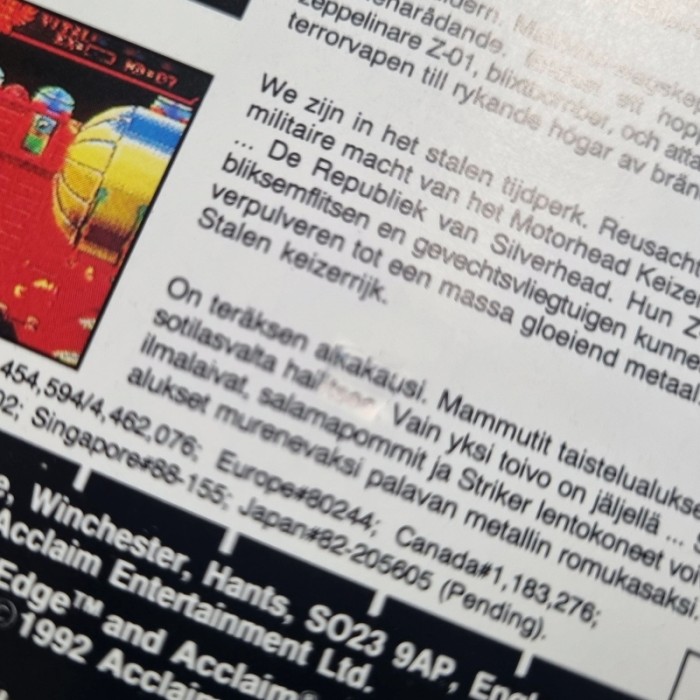 zeppelinare Z-01, och
terrorvapen till rykande högar av
We zijn in het stalen tijdperk. Reusacht
militaire macht van het Motorhead Keize
... De Republiek van Silverhead. Hun Z
bliksemflitsen en gevechtsvliegtuigen kunne
verpulveren tot een massa gloeiend metaal
Stalen keizerrijk.
On teräksen aikakausi. Mammutit taistelualukse
sotilasvalta Vain yksi toivo on jäljellä ...
ilmalaivat, salamapommit ja Striker lentokoneet voi
alukset murenevaksi palavan metallin romukasaksi
454,594/4,462,076; Europe#80244; Canada#1,183,276;
02; Singapore#88-155; Japan#82-205605 (Pending).
e, Winchester, Hants, SO23 9AP, Eng
Acclaim Entertainment Ltd.
Edge™ and Acclaim®
©1992 Acclaim